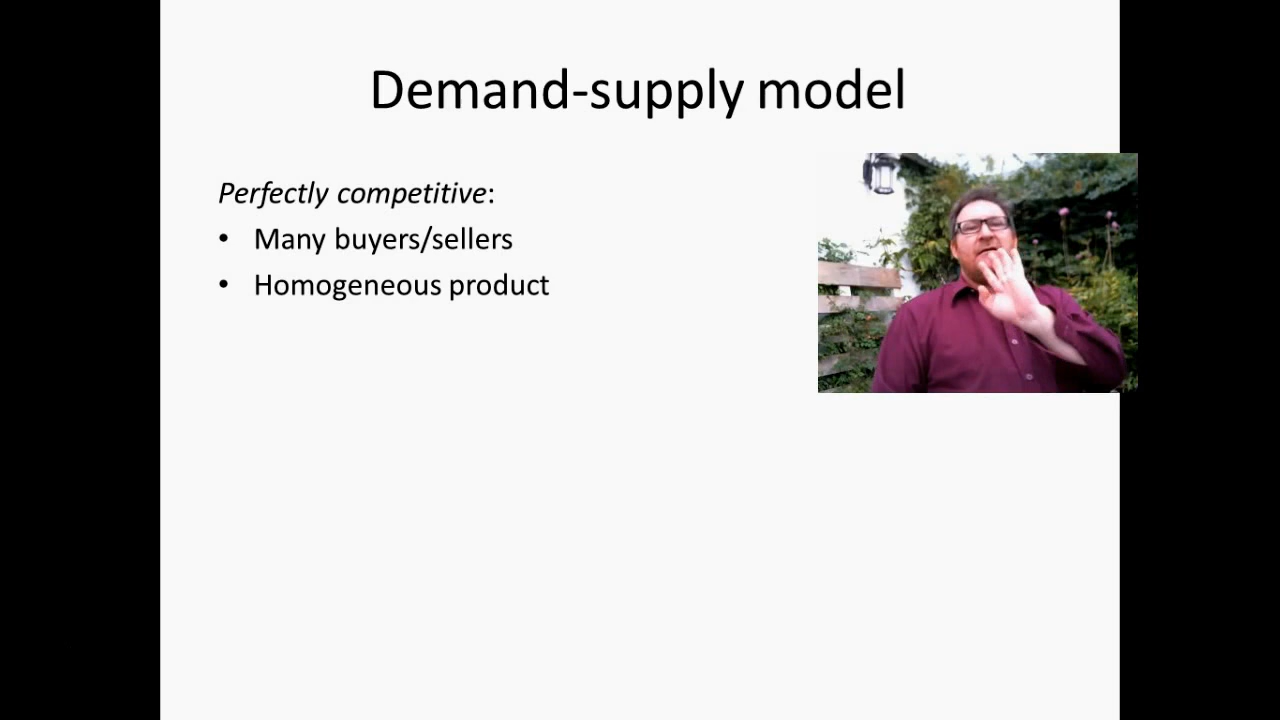 Demand-supply model
Perfectly competitive:
• Many buyers/sellers
• Homogeneous product